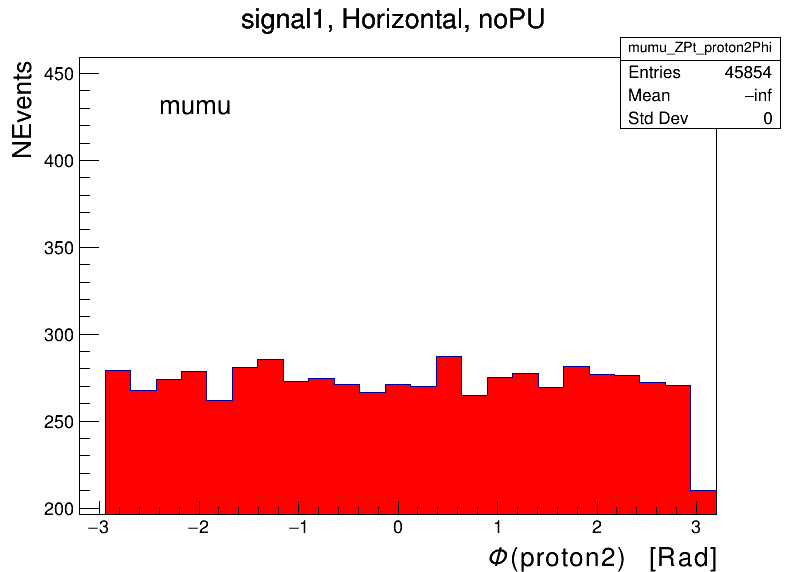 signal1, Horizontal, noPU
mumu_ZPt_proton2Phi
Entries 45854
Mean −inf
Std Dev 0
NEvents
mumu
450
400
350
300
250
200
−3 −2 −1 0 1 2 3
Φ(proton2) [Rad]